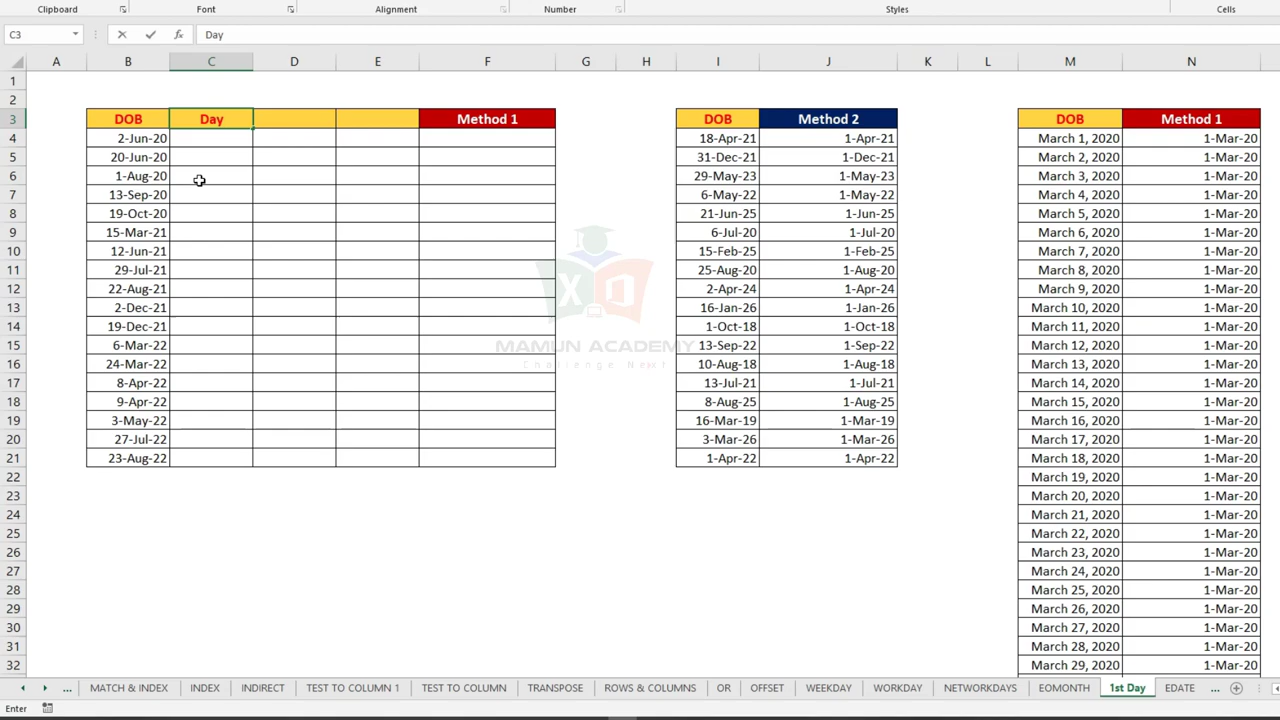 Clipboard Font Alignment Number Styles Cells
C3 fx Day
A B C D E F G H I J K L M N
1
2
3 DOB Day Method 1 DOB Method 2 DOB Method 1
4 2-Jun-20 18-Apr-21 1-Apr-21 March 1, 2020 1-Mar-20
5 20-Jun-20 31-Dec-21 1-Dec-21 March 2, 2020 1-Mar-20
6 1-Aug-20 29-May-23 1-May-23 March 3, 2020 1-Mar-20
7 13-Sep-20 6-May-22 1-May-22 March 4, 2020 1-Mar-20
8 19-Oct-20 21-Jun-25 1-Jun-25 March 5, 2020 1-Mar-20
9 15-Mar-21 6-Jul-20 1-Jul-20 March 6, 2020 1-Mar-20
10 12-Jun-21 15-Feb-25 1-Feb-25 March 7, 2020 1-Mar-20
11 29-Jul-21 25-Aug-20 1-Aug-20 March 8, 2020 1-Mar-20
12 22-Aug-21 2-Apr-24 1-Apr-24 March 9, 2020 1-Mar-20
13 2-Dec-21 16-Jan-26 1-Jan-26 March 10, 2020 1-Mar-20
14 19-Dec-21 1-Oct-18 1-Oct-18 March 11, 2020 1-Mar-20
15 6-Mar-22 13-Sep-22 1-Sep-22 March 12, 2020 1-Mar-20
MAMUN ACADEMY
Challenge Next
16 24-Mar-22 10-Aug-18 1-Aug-18 March 13, 2020 1-Mar-20
17 8-Apr-22 13-Jul-21 1-Jul-21 March 14, 2020 1-Mar-20
18 9-Apr-22 8-Aug-25 1-Aug-25 March 15, 2020 1-Mar-20
19 3-May-22 16-Mar-19 1-Mar-19 March 16, 2020 1-Mar-20
20 27-Jul-22 3-Mar-26 1-Mar-26 March 17, 2020 1-Mar-20
21 23-Aug-22 1-Apr-22 1-Apr-22 March 18, 2020 1-Mar-20
22 March 19, 2020 1-Mar-20
23 March 20, 2020 1-Mar-20
24 March 21, 2020 1-Mar-20
25 March 22, 2020 1-Mar-20
26 March 23, 2020 1-Mar-20
27 March 24, 2020 1-Mar-20
28 March 25, 2020 1-Mar-20
29 March 26, 2020 1-Mar-20
30 March 27, 2020 1-Mar-20
31 March 28, 2020 1-Mar-20
32 March 29, 2020 1-Mar-20
... MATCH & INDEX INDEX INDIRECT TEST TO COLUMN 1 TEST TO COLUMN TRANSPOSE ROWS & COLUMNS OR OFFSET WEEKDAY WORKDAY NETWORKDAYS EOMONTH 1st Day EDATE ...
Enter